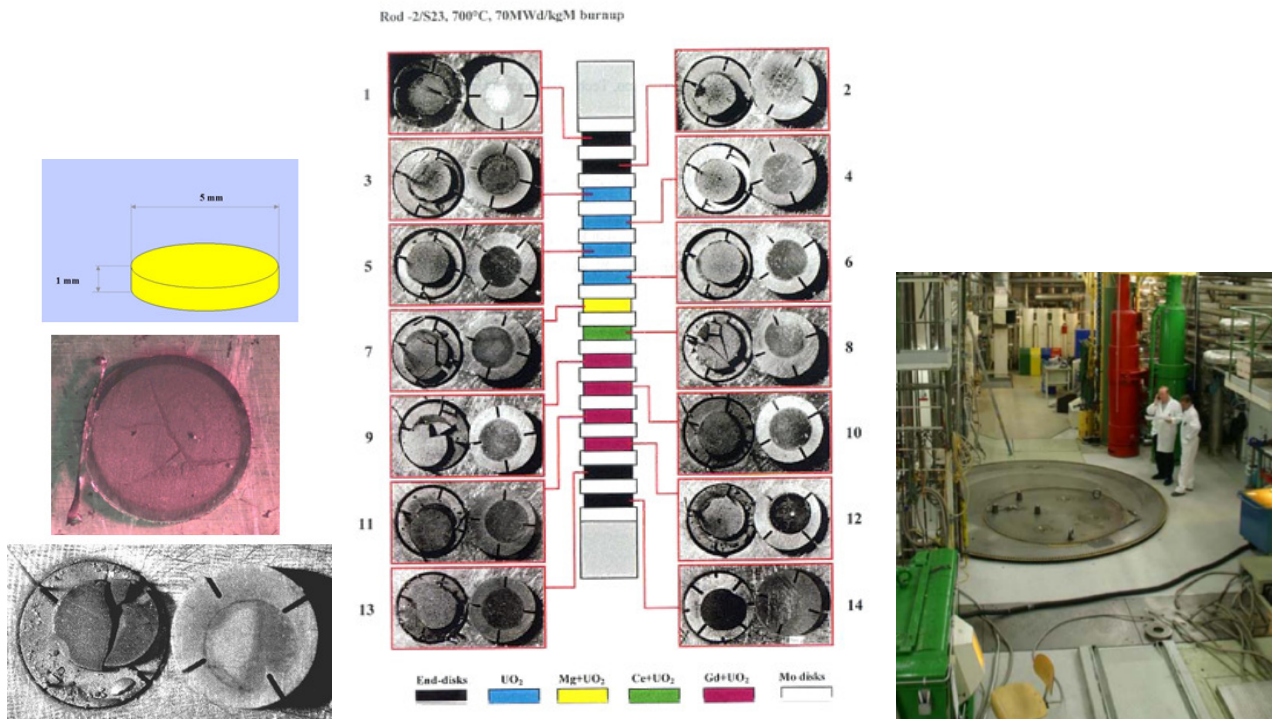 Rod -2/S23, 700°C, 70MWd/kgM burnup
5 mm
1 mm
1
2
3
4
5
6
7
8
9
10
11
12
13
14
End-disks
UO₂
Mg+UO₂
Ce+UO₂
Gd+UO₂
Mo disks